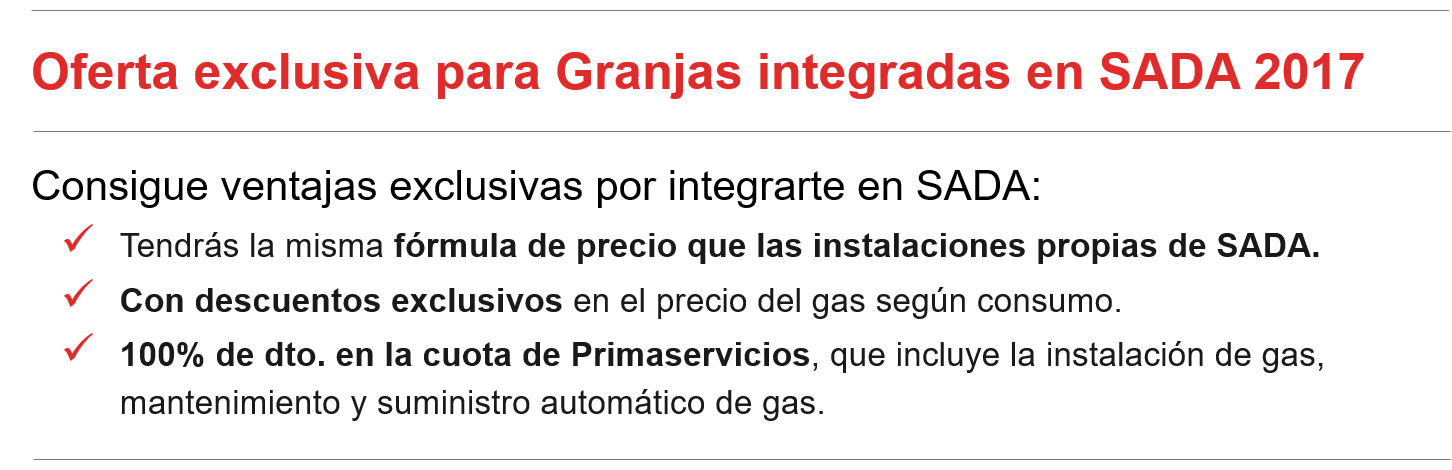 Oferta exclusiva para Granjas integradas en SADA 2017
Consigue ventajas exclusivas por integrarte en SADA:
✓ Tendrás la misma fórmula de precio que las instalaciones propias de SADA.
✓ Con descuentos exclusivos en el precio del gas según consumo.
✓ 100% de dto. en la cuota de Primaservicios, que incluye la instalación de gas,
mantenimiento y suministro automático de gas.